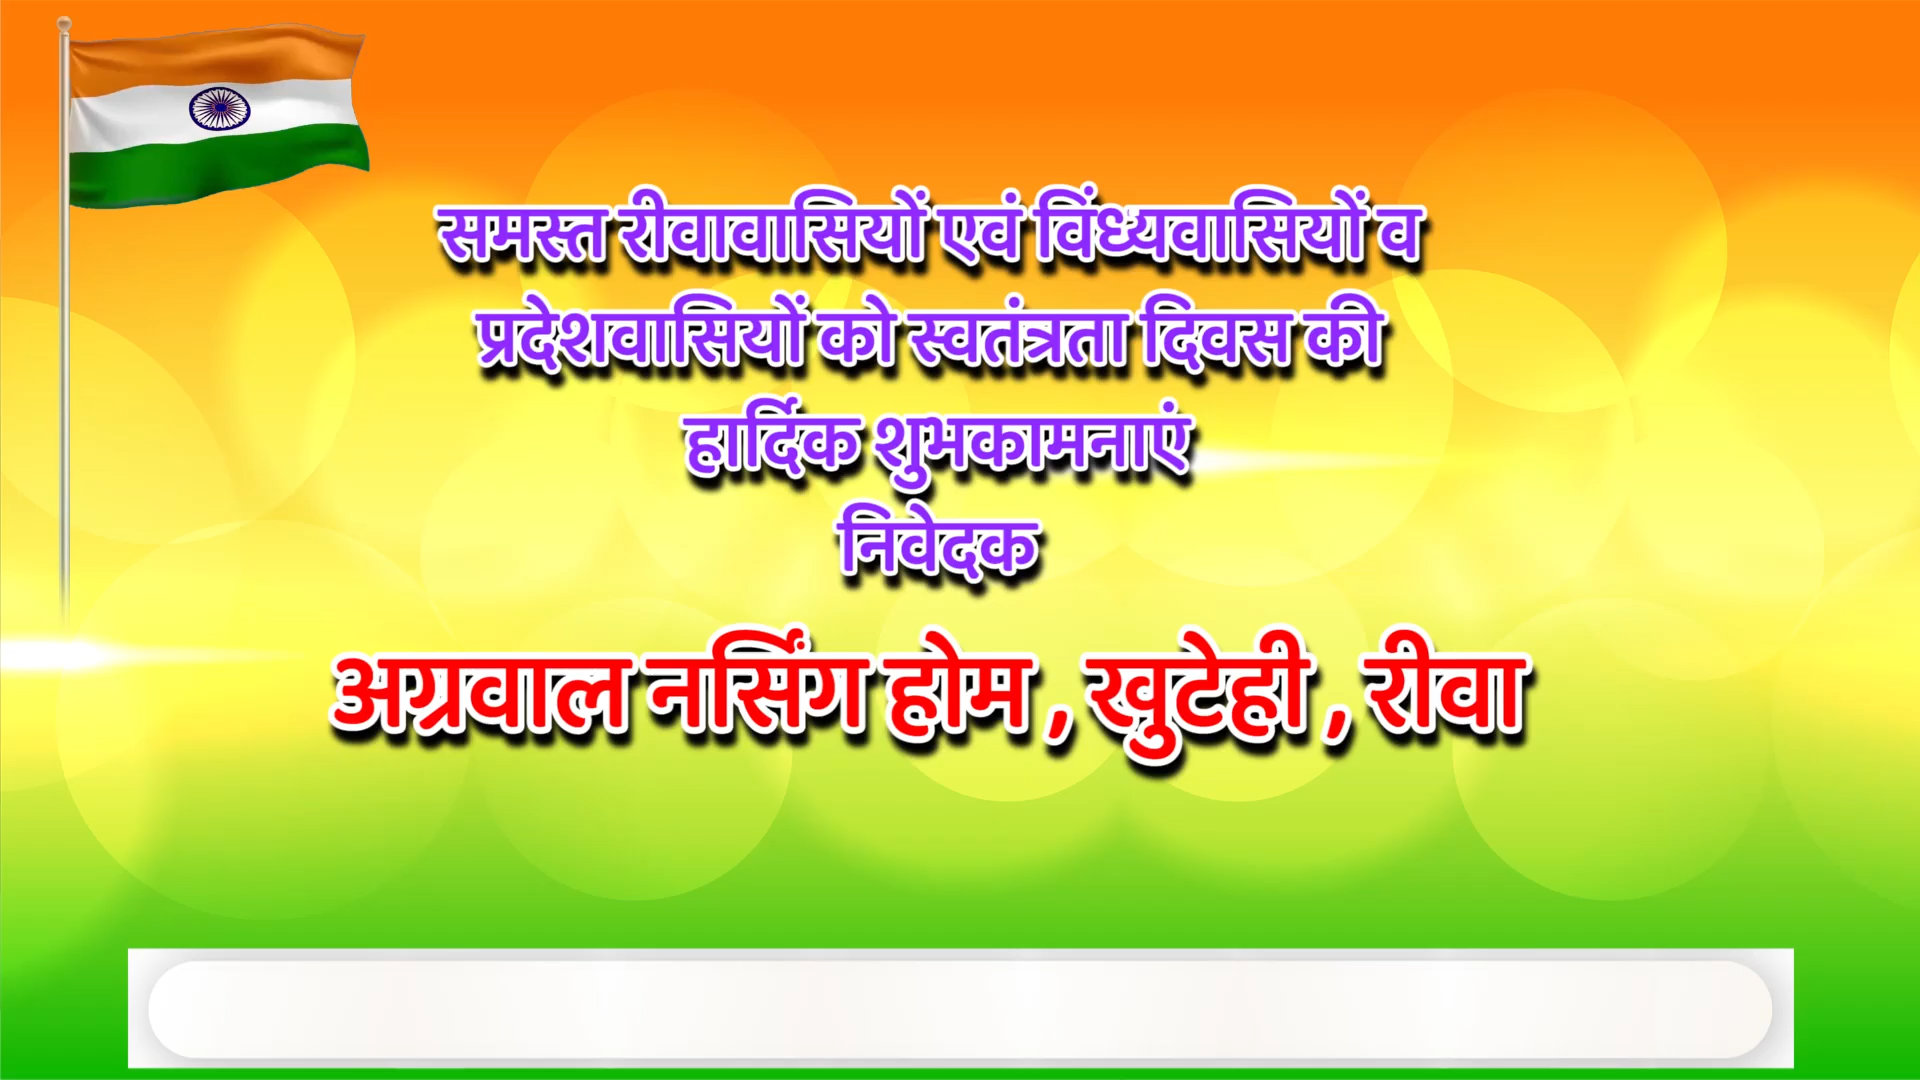 समस्त रीवावासियों एवं विंध्यवासियों व
प्रदेशवासियों को स्वतंत्रता दिवस की
हार्दिक शुभकामनाएं
निवेदक
अग्रवाल नर्सिंग होम , खुटेही , रीवा